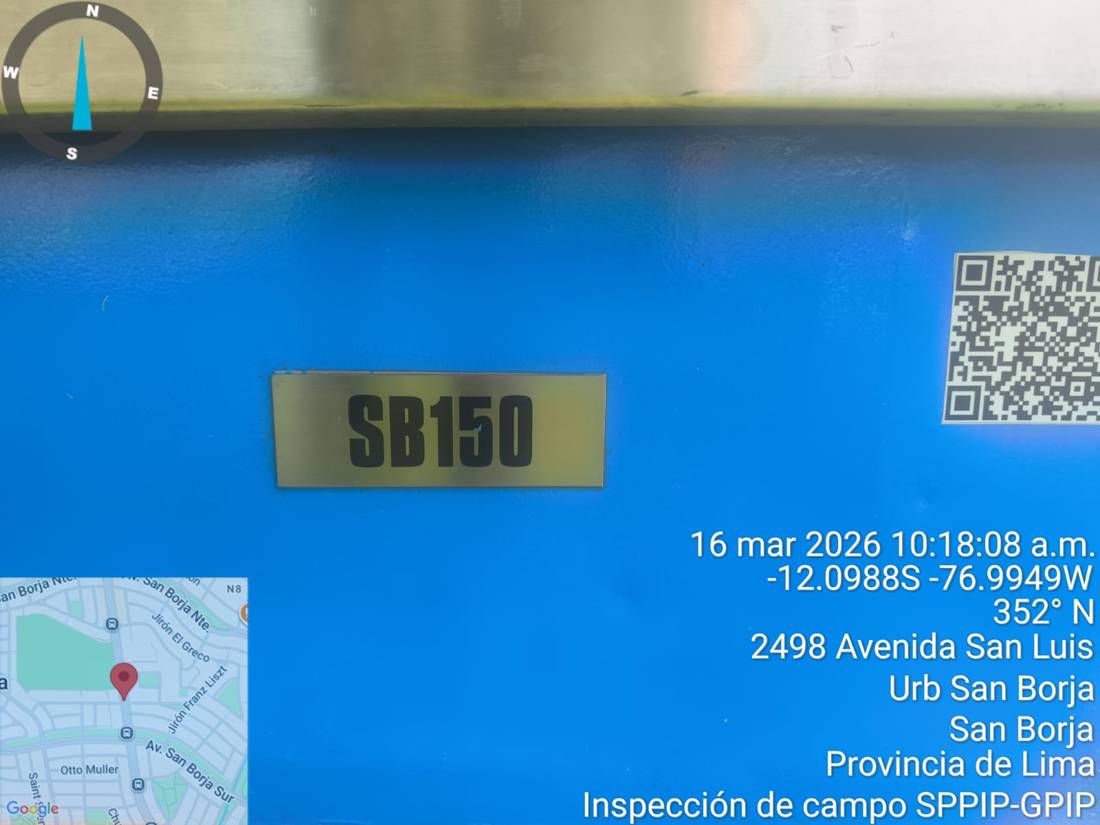 N
W
E
S
SB150
16 mar 2026 10:18:08 a.m.
-12.0988S -76.9949W
352° N
2498 Avenida San Luis
Urb San Borja
San Borja
Provincia de Lima
Inspección de campo SPPIP-GPIP
San Borja Nte.
N8
Jirón El Greco
Jirón Franz Liszt
Av. San Borja Sur
Otto Muller
Saint
Google